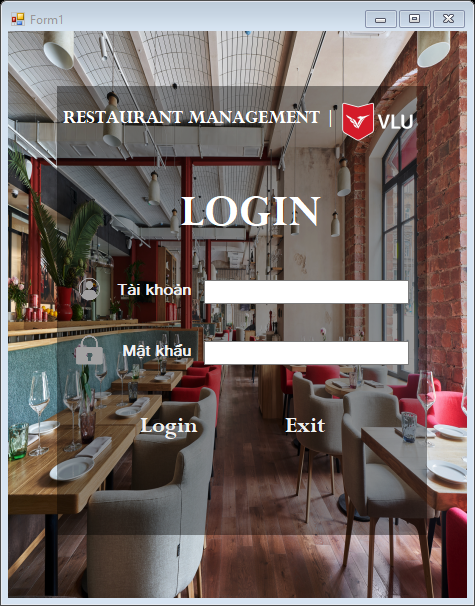 Form1
RESTAURANT MANAGEMENT | VLU
LOGIN
Tài khoản
Mật khẩu
Login Exit